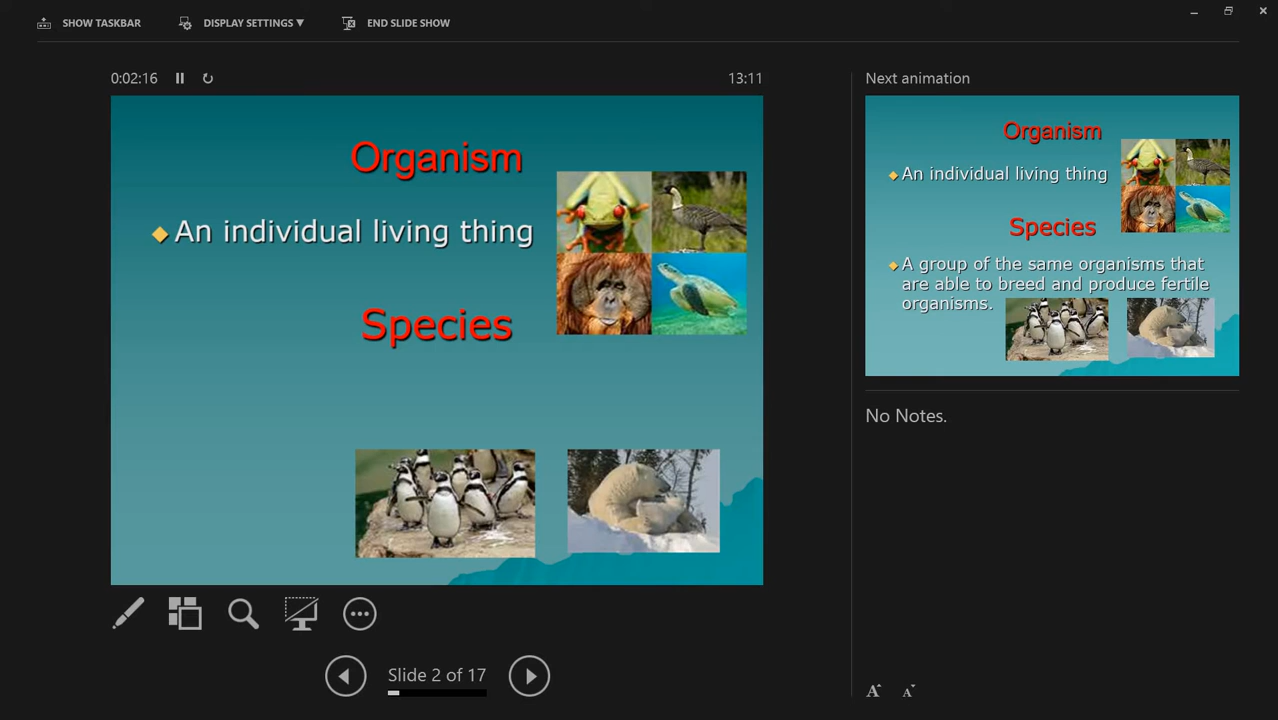 SHOW TASKBAR
DISPLAY SETTINGS ▼
END SLIDE SHOW
0:02:16
13:11
Organism
An individual living thing
Species
Slide 2 of 17
Next animation
Organism
An individual living thing
Species
A group of the same organisms that
are able to breed and produce fertile
organisms.
No Notes.
A A